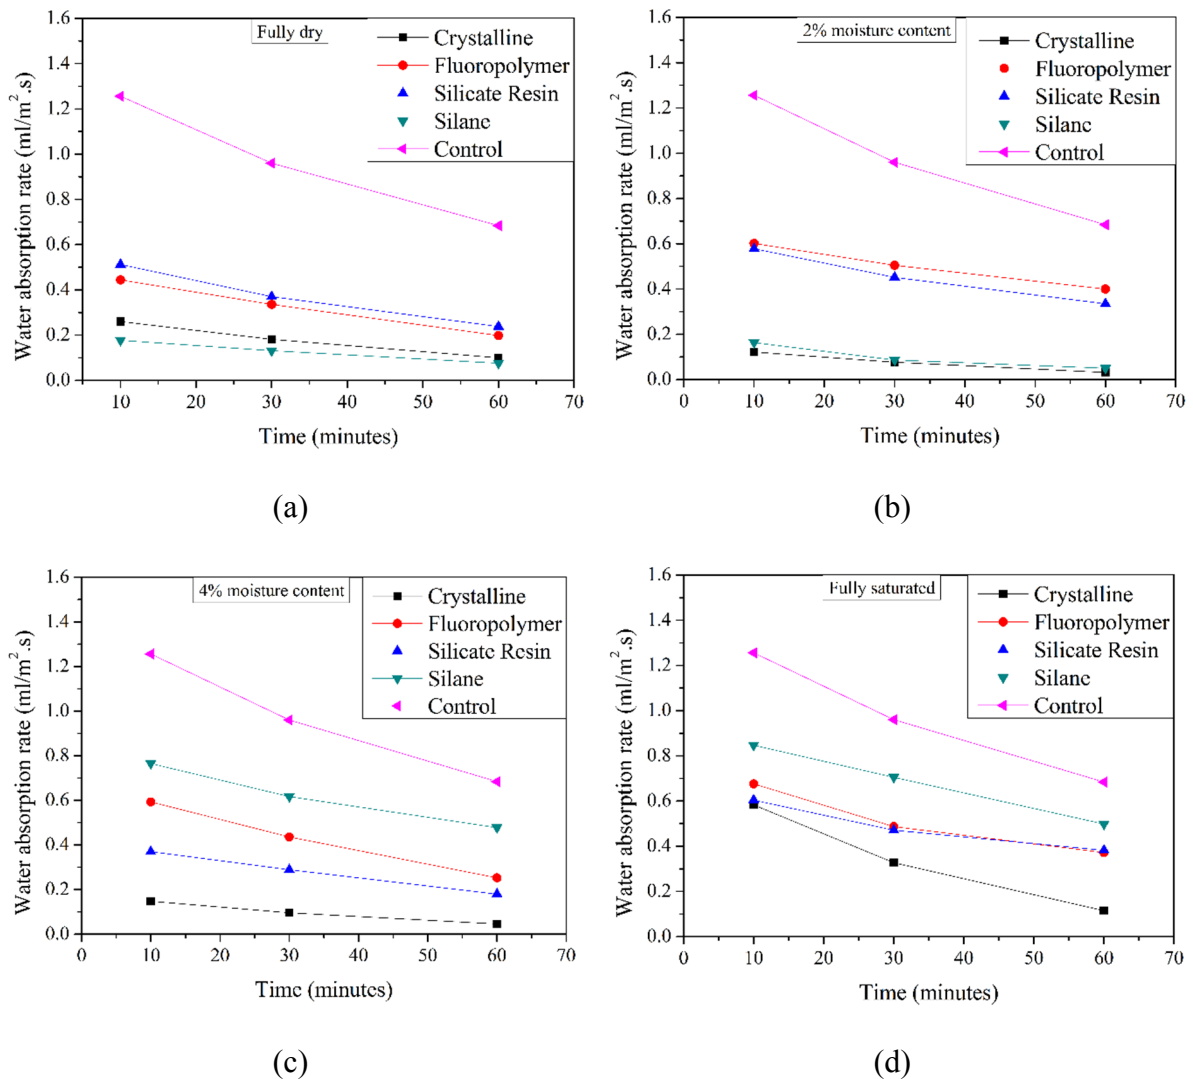 (a)
Fully dry
Crystalline
Fluoropolymer
Silicate Resin
Silane
Control
Water absorption rate (ml/m².s)
1.6
1.4
1.2
1.0
0.8
0.6
0.4
0.2
0.0
10 20 30 40 50 60 70
Time (minutes)
2% moisture content
Crystalline
Fluoropolymer
Silicate Resin
Silane
Control
Water absorption rate (ml/m².s)
1.6
1.4
1.2
1.0
0.8
0.6
0.4
0.2
0.0
0 10 20 30 40 50 60 70
Time (minutes)
(b)
4% moisture content
Crystalline
Fluoropolymer
Silicate Resin
Silane
Control
Water absorption rate (ml/m².s)
1.6
1.4
1.2
1.0
0.8
0.6
0.4
0.2
0.0
0 10 20 30 40 50 60 70
Time (minutes)
(c)
Fully saturated
Crystalline
Fluoropolymer
Silicate Resin
Silane
Control
Water absorption rate (ml/m².s)
1.6
1.4
1.2
1.0
0.8
0.6
0.4
0.2
0.0
0 10 20 30 40 50 60 70
Time (minutes)
(d)